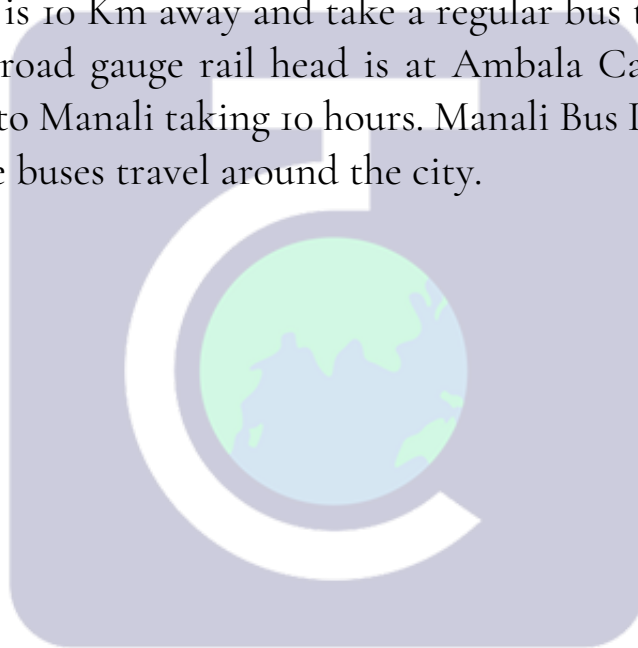 is 10 Km away and take a regular bus
road gauge rail head is at Ambala
to Manali taking 10 hours. Manali Bus
buses travel around the city.